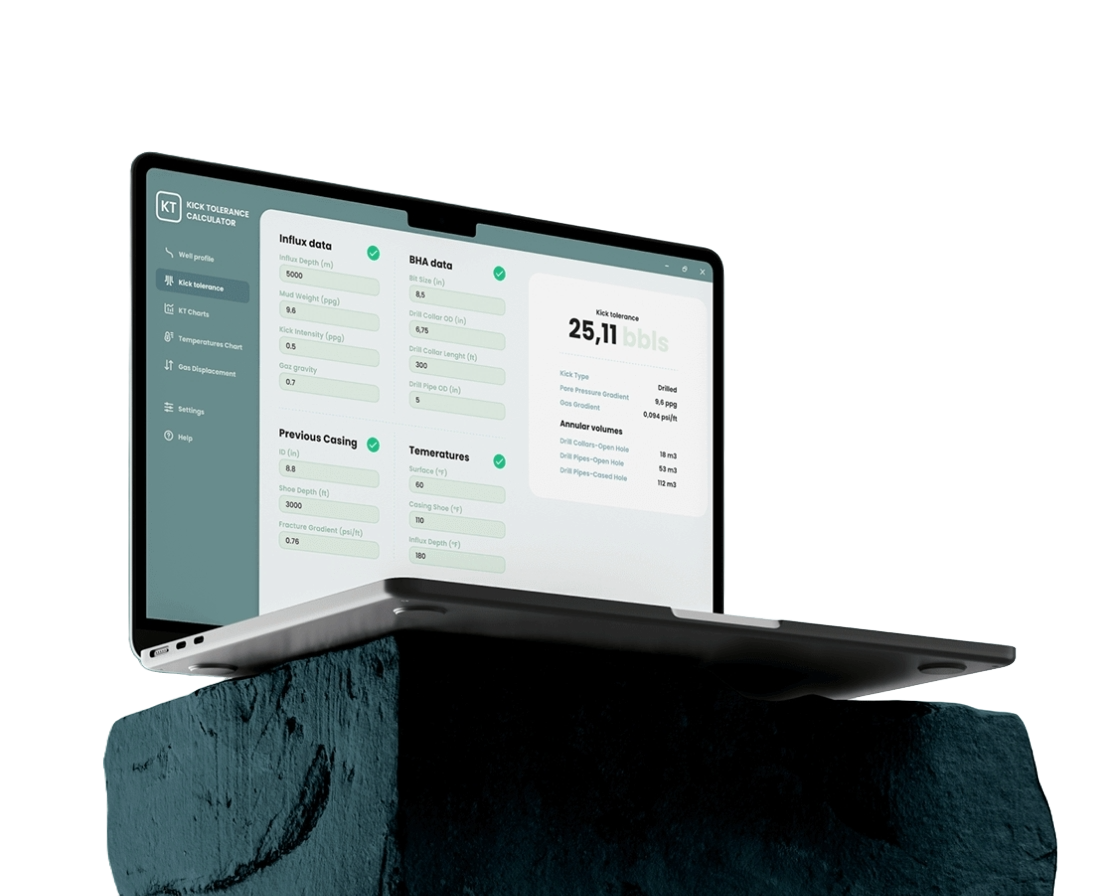 KT
KICK TOLERANCE
CALCULATOR
Well profile
Kick tolerance
KT Charts
Temperatures Chart
Gas Displacement
Settings
Help
Influx data
Influx Depth (m)
5000
Mud Weight (ppg)
9.6
Kick Intensity (ppg)
0.5
Gaz gravity
0.7
BHA data
Bit Size (in)
8,5
Drill Collar OD (in)
6,75
Drill Collar Lenght (ft)
300
Drill Pipe OD (in)
5
Previous Casing
ID (in)
8.8
Shoe Depth (ft)
3000
Fracture Gradient (psi/ft)
0.76
Temeratures
Surface (°F)
60
Casing Shoe (°F)
110
Influx Depth (°F)
180
Kick tolerance
25,11 bbls
Kick Type Drilled
Pore Pressure Gradient 9,6 ppg
Gas Gradient 0,094 psi/ft
Annular volumes
Drill Collars-Open Hole 18 m3
Drill Pipes-Open Hole 53 m3
Drill Pipes-Cased Hole 112 m3